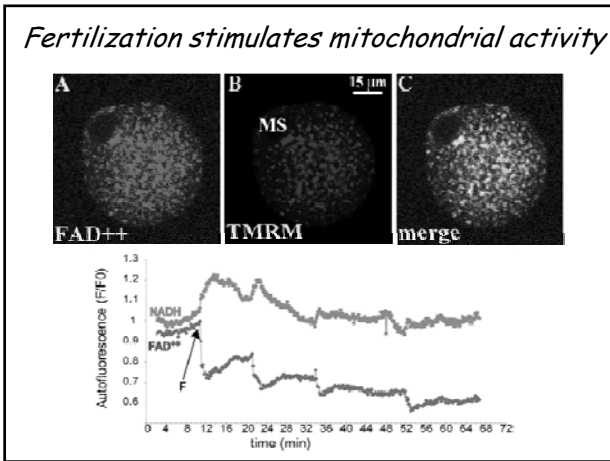 Fertilization stimulates mitochondrial activity
A
B
15 µm
C
MS
FAD++
TMRM
merge
Autofluorescence (F/F0)
1.3
1.2
1.1
1
0.9
0.8
0.7
0.6
NADH
FAD++
F
0 4 8 12 16 20 24 28 32 36 40 44 48 52 56 60 64 68 72
time (min)